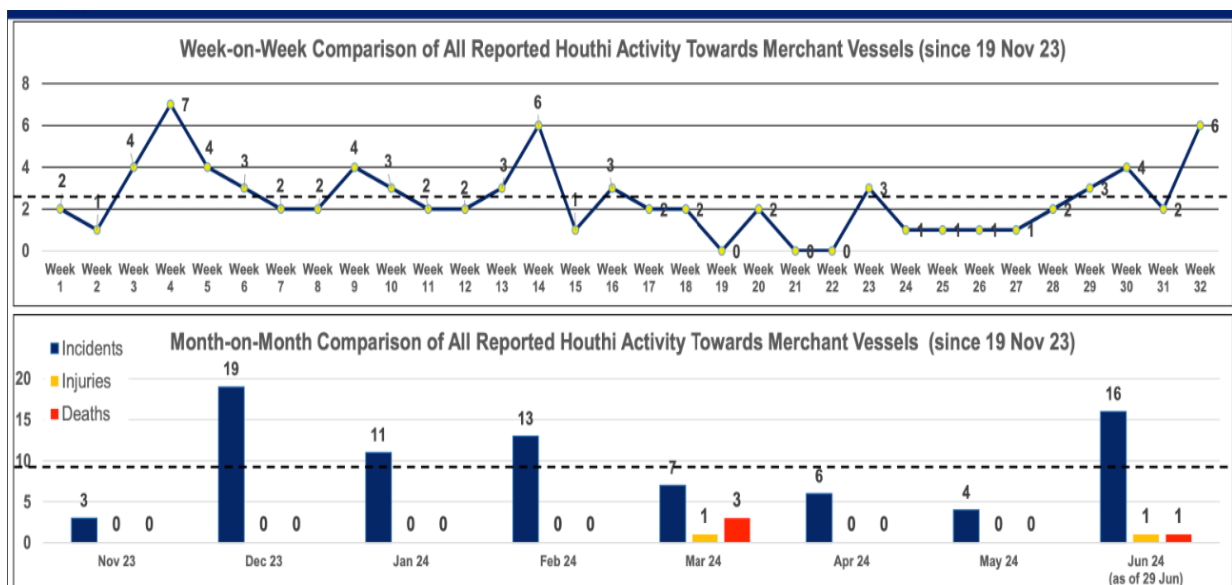 Week-on-Week Comparison of All Reported Houthi Activity Towards Merchant Vessels (since 19 Nov 23)
8
6
4
2
0
2
1
4
7
4
3
2
2
4
3
2
2
3
6
1
3
2
2
0
2
0
0
3
1
1
1
1
2
3
4
2
6
Week Week Week Week Week Week Week Week Week Week Week Week Week Week Week Week Week Week Week Week Week Week Week Week Week Week Week Week Week Week Week Week
1 2 3 4 5 6 7 8 9 10 11 12 13 14 15 16 17 18 19 20 21 22 23 24 25 26 27 28 29 30 31 32
Month-on-Month Comparison of All Reported Houthi Activity Towards Merchant Vessels (since 19 Nov 23)
Incidents
Injuries
Deaths
20
15
10
5
0
3 0 0
19 0 0
11 0 0
13 0 0
7 1 3
6 0 0
4 0 0
16 1 1
Nov 23 Dec 23 Jan 24 Feb 24 Mar 24 Apr 24 May 24 Jun 24
(as of 29 Jun)